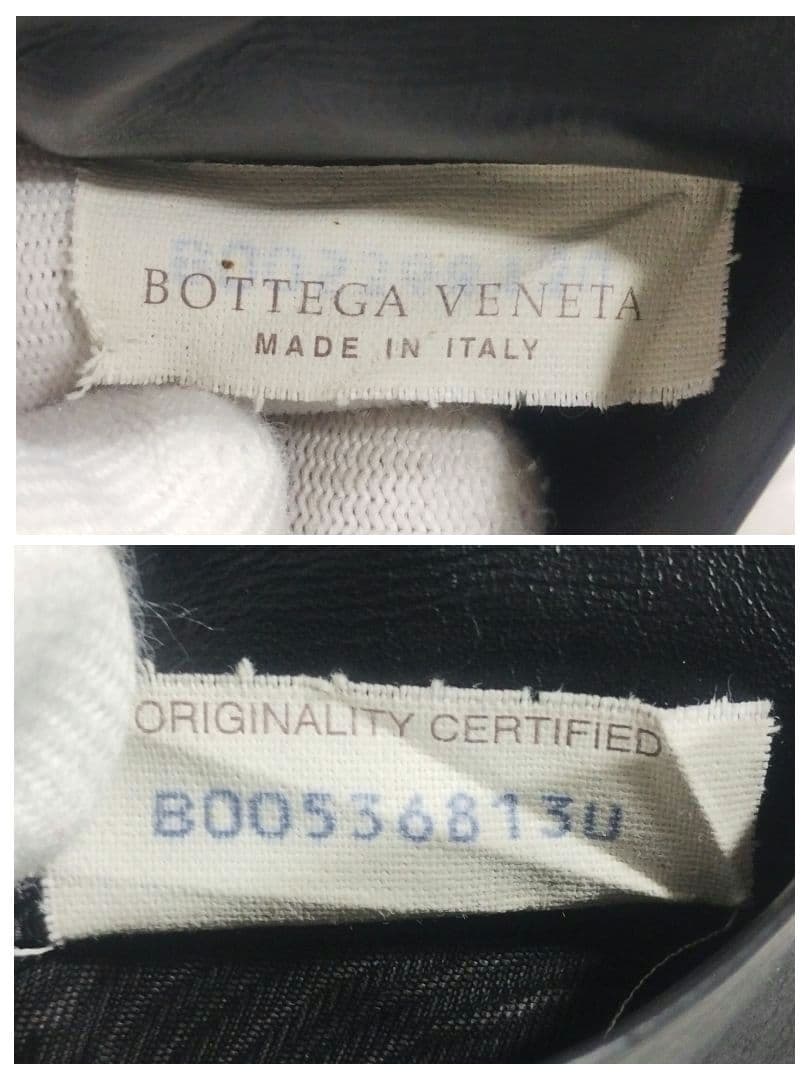 BOTTEGA VENETA
MADE IN ITALY
ORIGINALITY CERTIFIED
B00536813U